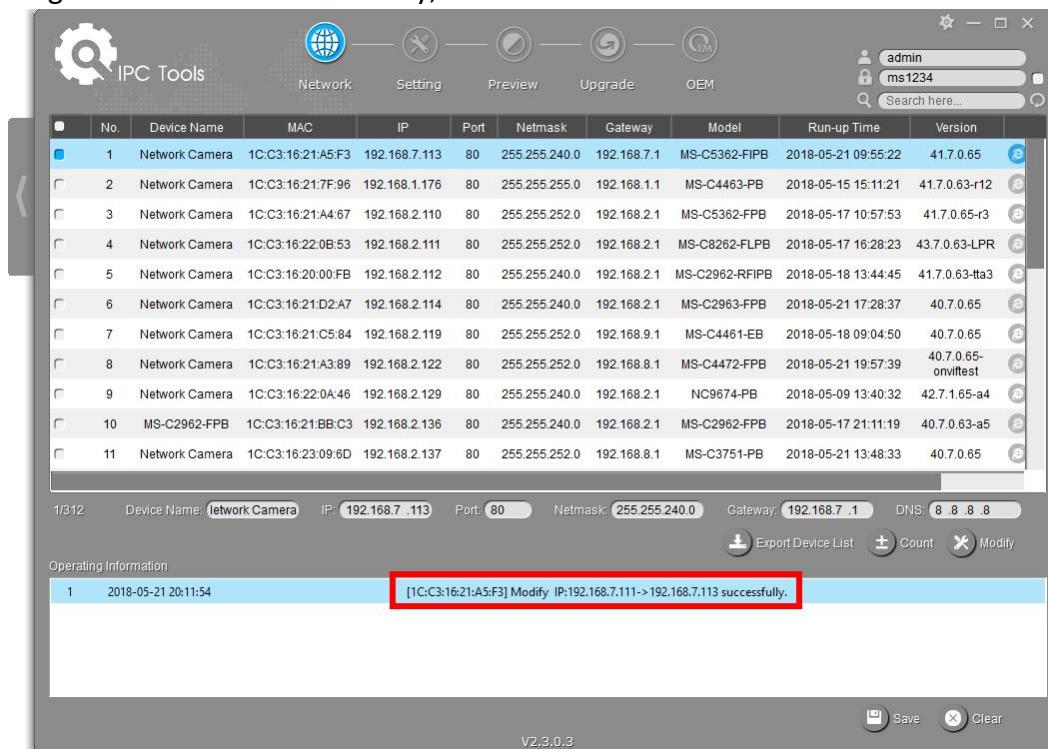 IPC Tools
Network
Setting
Preview
Upgrade
OEM
admin
ms1234
Search here...
No. Device Name MAC IP Port Netmask Gateway Model Run-up Time Version
1 Network Camera 1C:C3:16:21:A5:F3 192.168.7.113 80 255.255.240.0 192.168.7.1 MS-C5362-FIPB 2018-05-21 09:55:22 41.7.0.65
2 Network Camera 1C:C3:16:21:7F:96 192.168.1.176 80 255.255.255.0 192.168.1.1 MS-C4463-PB 2018-05-15 15:11:21 41.7.0.63-r12
3 Network Camera 1C:C3:16:21:A4:67 192.168.2.110 80 255.255.252.0 192.168.2.1 MS-C5362-FPB 2018-05-17 10:57:53 41.7.0.65-r3
4 Network Camera 1C:C3:16:22:0B:53 192.168.2.111 80 255.255.252.0 192.168.2.1 MS-C8262-FLPB 2018-05-17 16:28:23 43.7.0.63-LPR
5 Network Camera 1C:C3:16:20:00:FB 192.168.2.112 80 255.255.240.0 192.168.2.1 MS-C2962-RFIPB 2018-05-18 13:44:45 41.7.0.63-tta3
6 Network Camera 1C:C3:16:21:D2:A7 192.168.2.114 80 255.255.240.0 192.168.2.1 MS-C2963-FPB 2018-05-21 17:28:37 40.7.0.65
7 Network Camera 1C:C3:16:21:C5:84 192.168.2.119 80 255.255.252.0 192.168.9.1 MS-C4461-EB 2018-05-18 09:04:50 40.7.0.65
8 Network Camera 1C:C3:16:21:A3:89 192.168.2.122 80 255.255.252.0 192.168.8.1 MS-C4472-FPB 2018-05-21 19:57:39 40.7.0.65-
onviftest
9 Network Camera 1C:C3:16:22:0A:46 192.168.2.129 80 255.255.240.0 192.168.2.1 NC9674-PB 2018-05-09 13:40:32 42.7.1.65-a4
10 MS-C2962-FPB 1C:C3:16:21:BB:C3 192.168.2.136 80 255.255.240.0 192.168.2.1 MS-C2962-FPB 2018-05-17 21:11:19 40.7.0.63-a5
11 Network Camera 1C:C3:16:23:09:6D 192.168.2.137 80 255.255.252.0 192.168.8.1 MS-C3751-PB 2018-05-21 13:48:33 40.7.0.65
1/312 Device Name: letwork Camera IP: 192.168.7 .113 Port: 80 Netmask: 255.255.240.0 Gateway: 192.168.7 .1 DNS: 8 .8 .8 .8
Export Device List Count Modify
Operating Information
1 2018-05-21 20:11:54 [1C:C3:16:21:A5:F3] Modify IP:192.168.7.111->192.168.7.113 successfully.
Save Clear
V2.3.0.3